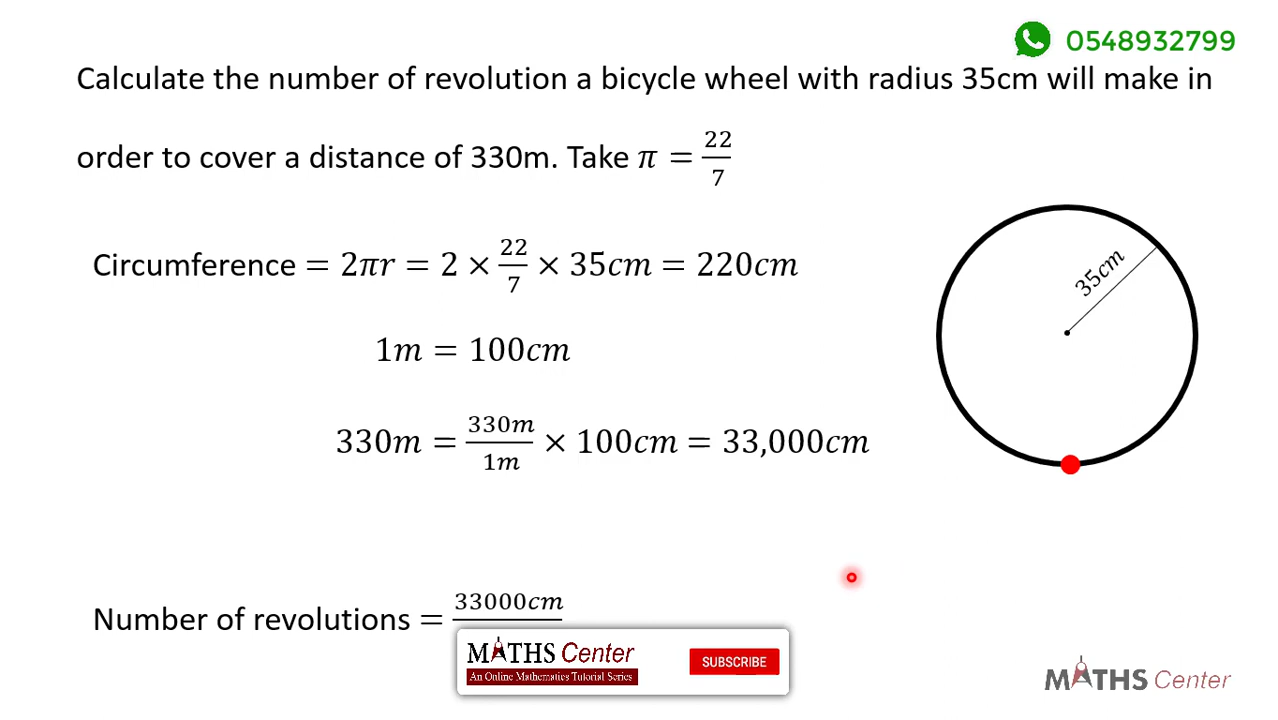 0548932799
Calculate the number of revolution a bicycle wheel with radius 35cm will make in
order to cover a distance of 330m. Take π = 22/7
Circumference = 2πr = 2 × 22/7 × 35cm = 220cm
35cm
1m = 100cm
330m = 330m/1m × 100cm = 33,000cm
Number of revolutions = 33000cm
MATHS Center
An Online Mathematics Tutorial Series
SUBSCRIBE
MATHS Center